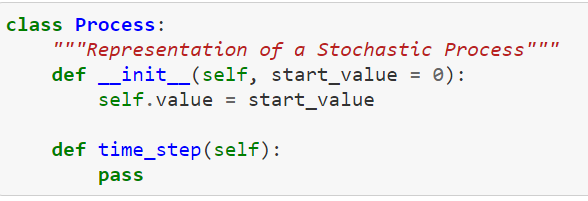 class Process:
    """Representation of a Stochastic Process"""
    def __init__(self, start_value = 0):
        self.value = start_value

    def time_step(self):
        pass